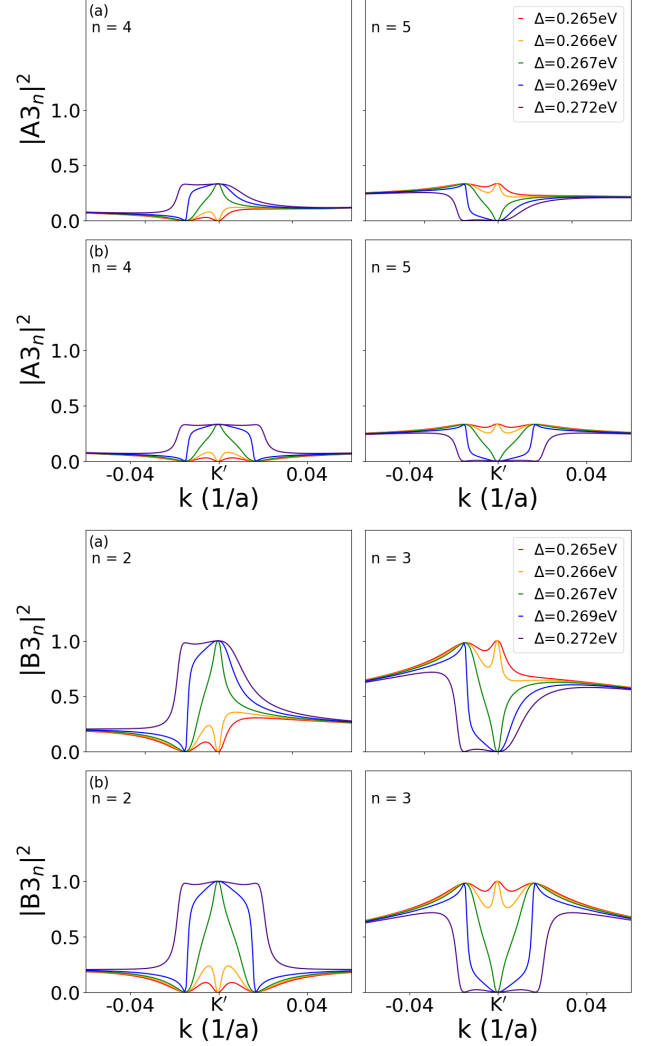 (a)
n = 4
n = 5
Δ=0.265eV
Δ=0.266eV
Δ=0.267eV
Δ=0.269eV
Δ=0.272eV
|A3ₙ|²
1.0
0.5
0.0
(b)
n = 4
n = 5
|A3ₙ|²
1.0
0.5
0.0
-0.04 K′ 0.04
-0.04 K′ 0.04
k (1/a)
k (1/a)
(a)
n = 2
n = 3
Δ=0.265eV
Δ=0.266eV
Δ=0.267eV
Δ=0.269eV
Δ=0.272eV
|B3ₙ|²
1.0
0.5
0.0
(b)
n = 2
n = 3
|B3ₙ|²
1.0
0.5
0.0
-0.04 K′ 0.04
-0.04 K′ 0.04
k (1/a)
k (1/a)